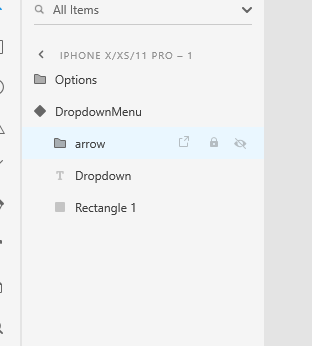 All Items
IPHONE X/XS/11 PRO – 1
Options
DropdownMenu
arrow
T Dropdown
Rectangle 1